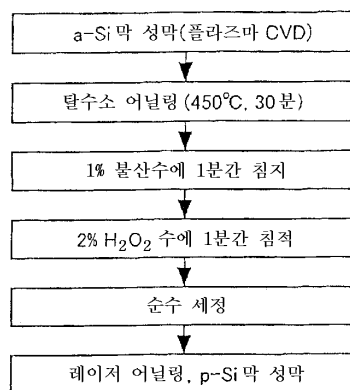 a-Si막 성막(플라즈마 CVD)
탈수소 어닐링 (450℃, 30분)
1% 불산수에 1분간 침지
2% H₂O₂ 수에 1분간 침적
순수 세정
레이저 어닐링, p-Si막 성막